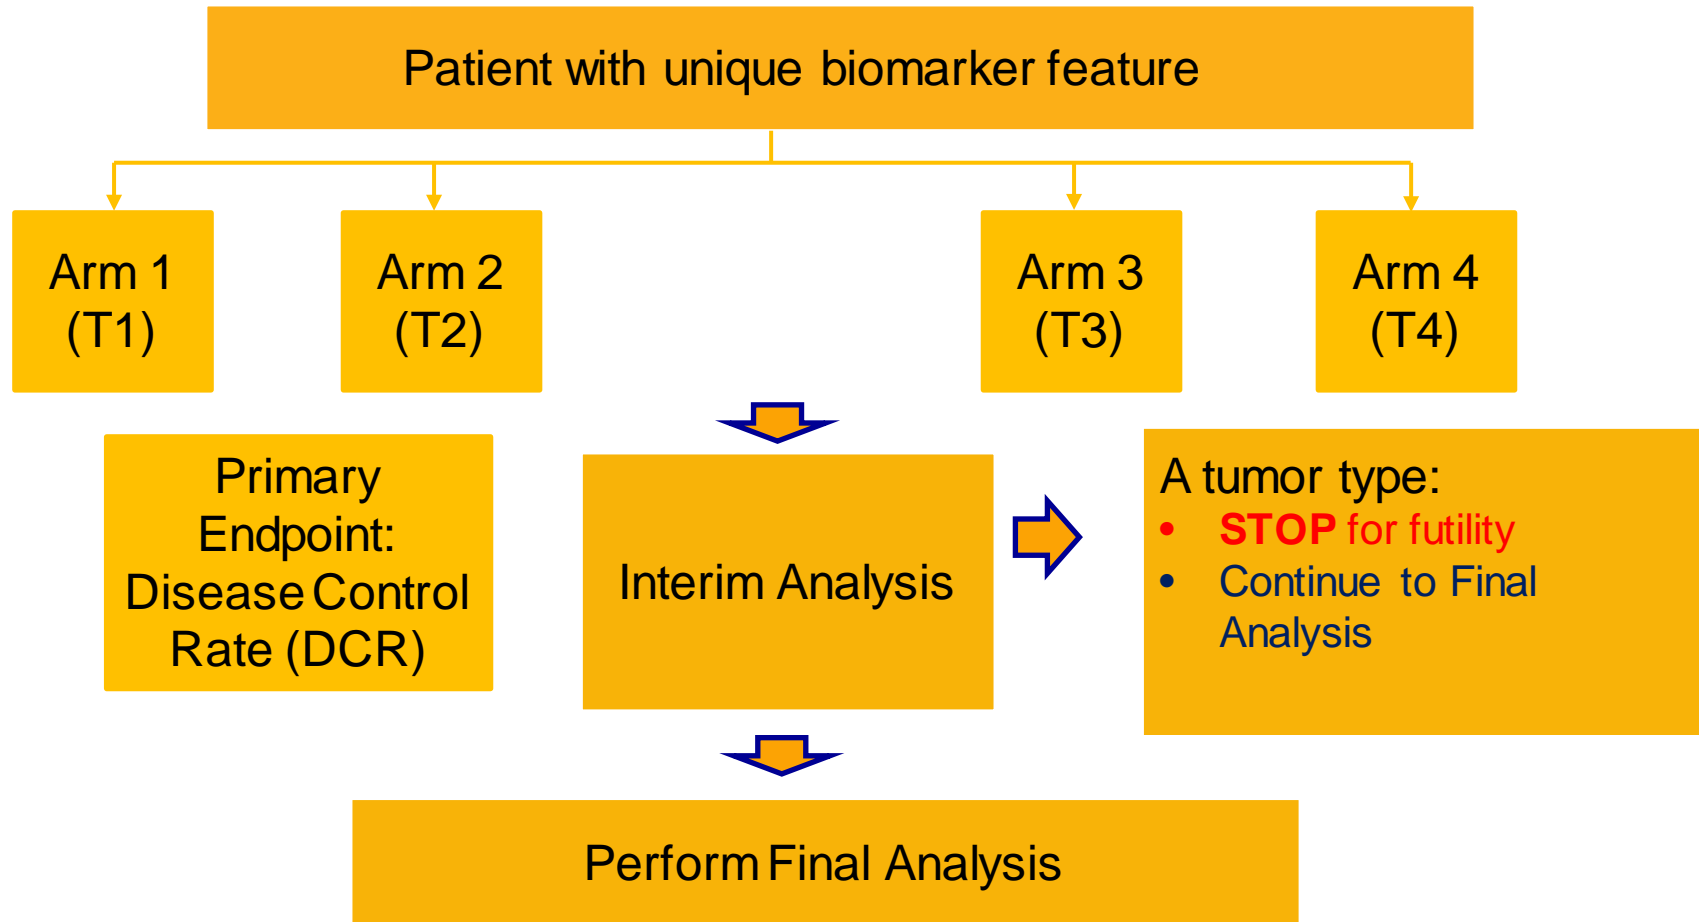 Patient with unique biomarker feature
Arm 1
(T1)
Arm 2
(T2)
Arm 3
(T3)
Arm 4
(T4)
Primary
Endpoint:
Disease Control
Rate (DCR)
Interim Analysis
A tumor type:
• STOP for futility
• Continue to Final
Analysis
Perform Final Analysis